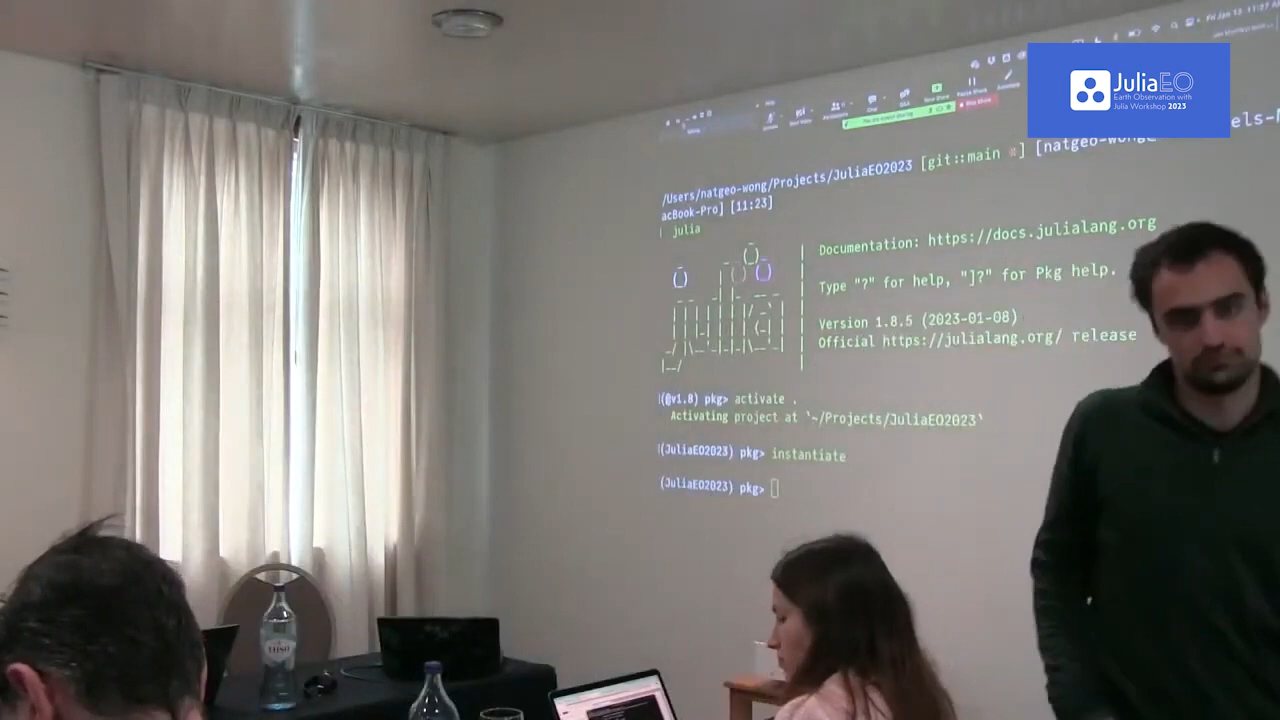 JuliaEO
Earth Observation with
Julia Workshop 2023
/Users/natgeo-wong/Projects/JuliaEO2023 [git::main ] [natgeo-wong@
els-M
acBook-Pro] [11:23]
julia
Documentation: https://docs.julialang.org
Type "?" for help, "]?" for Pkg help.
Version 1.8.5 (2023-01-08)
Official https://julialang.org/ release
(@v1.8) pkg> activate .
Activating project at `~/Projects/JuliaEO2023`
(JuliaEO2023) pkg> instantiate
(JuliaEO2023) pkg>